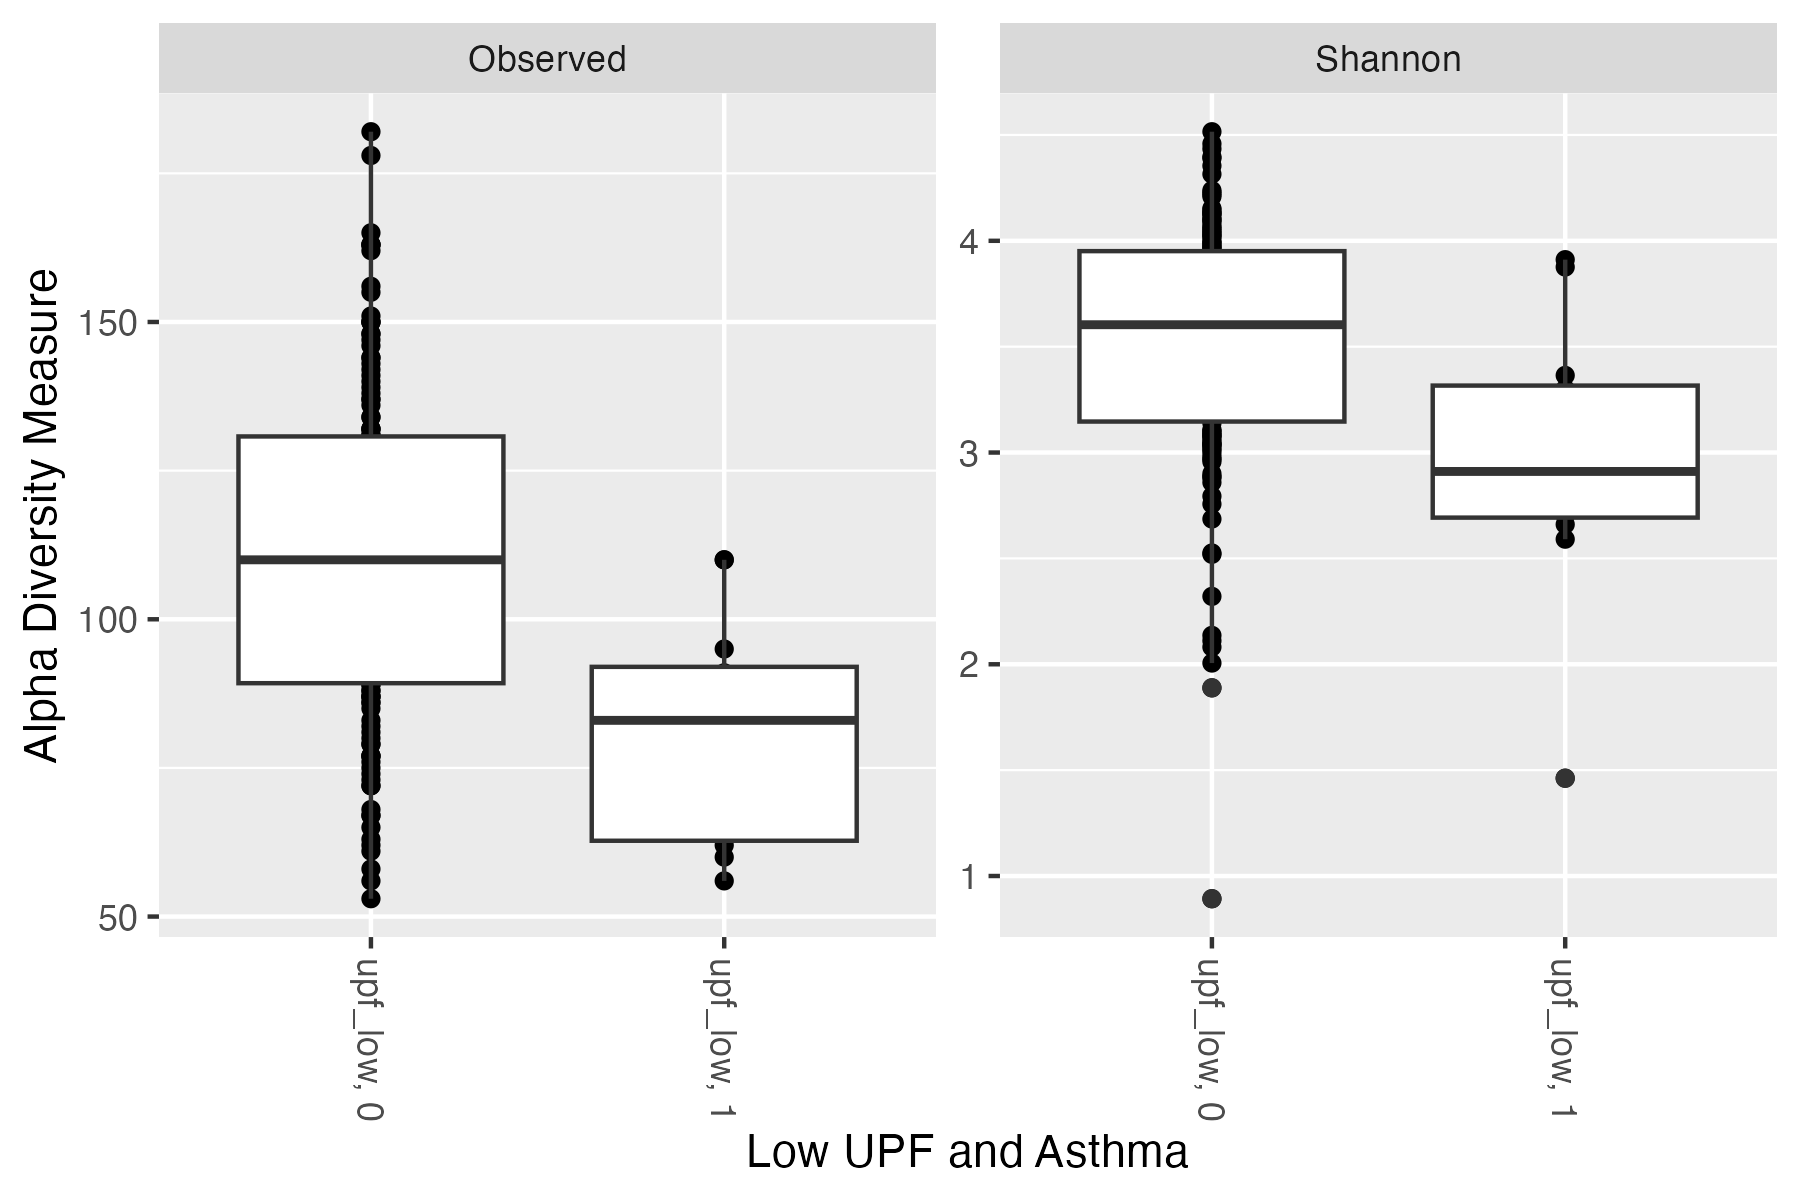 Observed
Shannon
Alpha Diversity Measure
150
100
50
4
3
2
1
upf_low, 0
upf_low, 1
upf_low, 0
upf_low, 1
Low UPF and Asthma